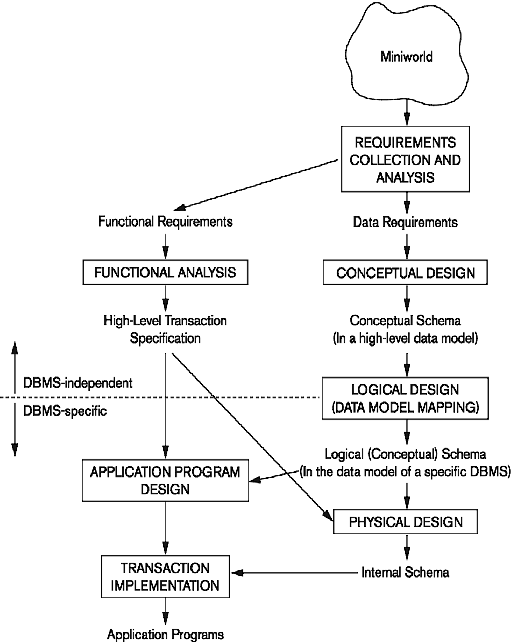 Miniworld
REQUIREMENTS
COLLECTION AND
ANALYSIS
Functional Requirements
Data Requirements
FUNCTIONAL ANALYSIS
CONCEPTUAL DESIGN
High-Level Transaction
Specification
Conceptual Schema
(In a high-level data model)
DBMS-independent
DBMS-specific
LOGICAL DESIGN
(DATA MODEL MAPPING)
Logical (Conceptual) Schema
(In the data model of a specific DBMS)
APPLICATION PROGRAM
DESIGN
PHYSICAL DESIGN
TRANSACTION
IMPLEMENTATION
Internal Schema
Application Programs